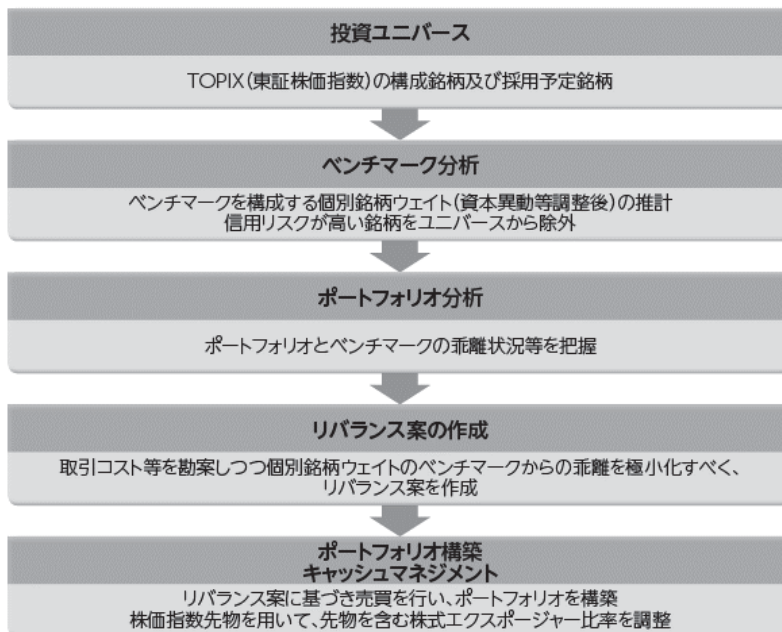 投資ユニバース
TOPIX(東証株価指数)の構成銘柄及び採用予定銘柄
ベンチマーク分析
ベンチマークを構成する個別銘柄ウェイト(資本異動等調整後)の推計
信用リスクが高い銘柄をユニバースから除外
ポートフォリオ分析
ポートフォリオとベンチマークの乖離状況等を把握
リバランス案の作成
取引コスト等を勘案しつつ個別銘柄ウェイトのベンチマークからの乖離を極小化すべく、
リバランス案を作成
ポートフォリオ構築
キャッシュマネジメント
リバランス案に基づき売買を行い、ポートフォリオを構築
株価指数先物を用いて、先物を含む株式エクスポージャー比率を調整